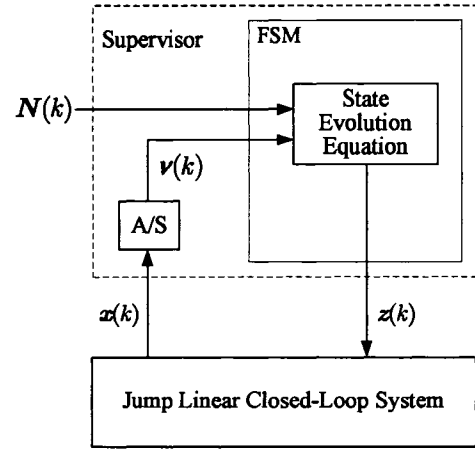 Supervisor
FSM
N(k)
State
Evolution
Equation
ν(k)
A/S
x(k)
z(k)
Jump Linear Closed-Loop System